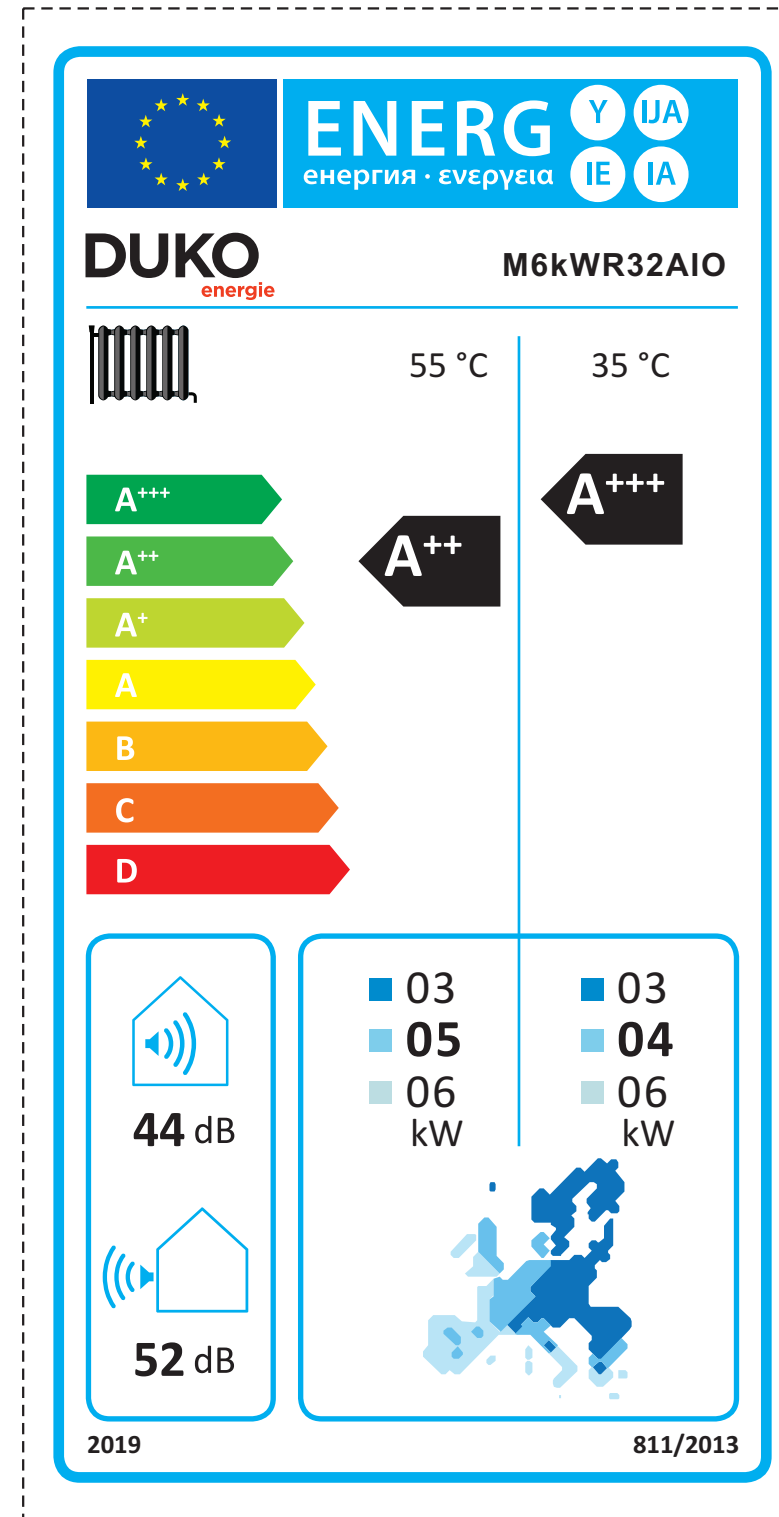 ENERG Y IJA
енергия · ενεργεια IE IA
DUKO
energie
M6kWR32AIO
55 °C 35 °C
A+++
A+++
A++
A++
A+
A
B
C
D
03 03
05 04
06 06
kW kW
44 dB
52 dB
2019 811/2013